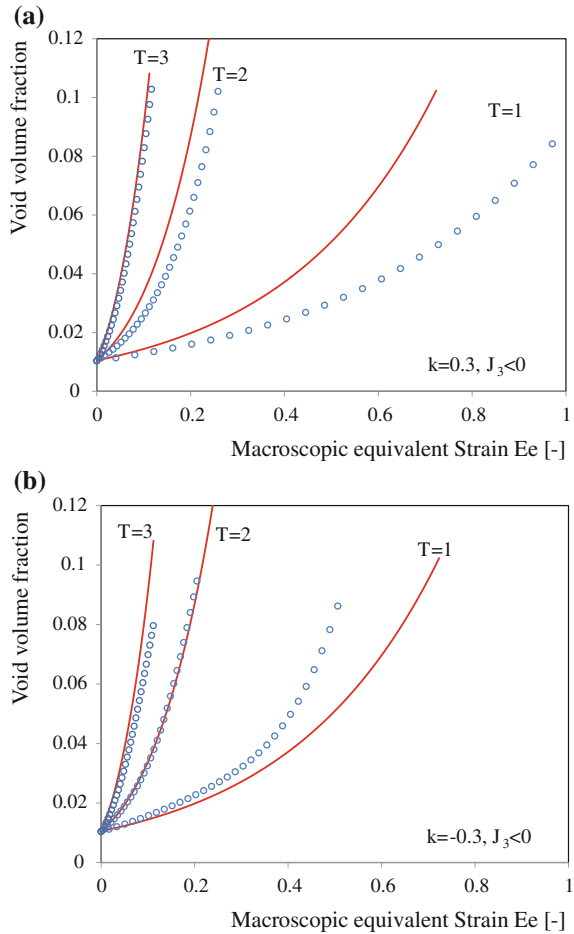 (a)
0.12
T=3
T=2
0.1
T=1
0.08
Void volume fraction
0.06
0.04
0.02
k=0.3, J3<0
0
0 0.2 0.4 0.6 0.8 1
Macroscopic equivalent Strain Ee [-]
(b)
0.12
T=3
T=2
T=1
0.1
0.08
Void volume fraction
0.06
0.04
0.02
k=-0.3, J3<0
0
0 0.2 0.4 0.6 0.8 1
Macroscopic equivalent Strain Ee [-]